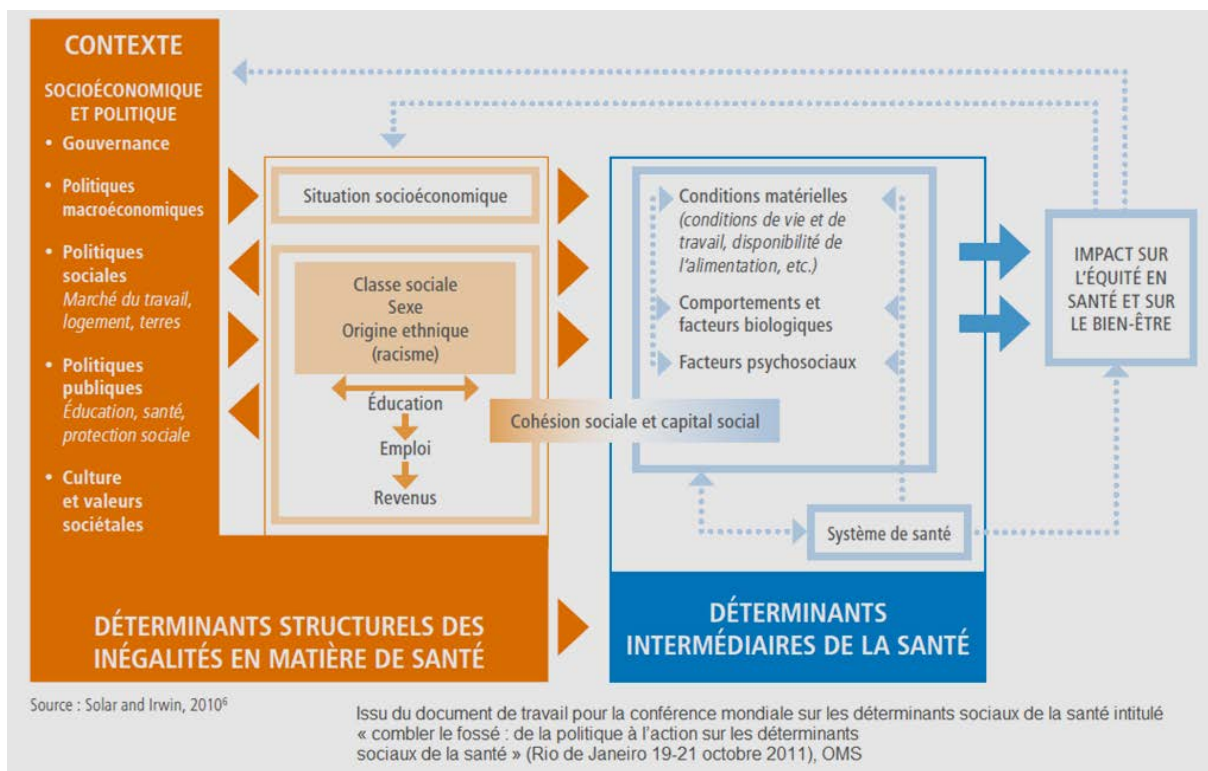 CONTEXTE
SOCIOÉCONOMIQUE
ET POLITIQUE
• Gouvernance
• Politiques
macroéconomiques
• Politiques
sociales
Marché du travail,
logement, terres
• Politiques
publiques
Éducation, santé,
protection sociale
• Culture
et valeurs
sociétales
Situation socioéconomique
Classe sociale
Sexe
Origine ethnique
(racisme)
Éducation
Emploi
Revenus
Cohésion sociale et capital social
Conditions matérielles
(conditions de vie et de
travail, disponibilité de
l'alimentation, etc.)
Comportements et
facteurs biologiques
Facteurs psychosociaux
Système de santé
IMPACT SUR
L'ÉQUITÉ EN
SANTÉ ET SUR
LE BIEN-ÊTRE
DÉTERMINANTS STRUCTURELS DES
INÉGALITÉS EN MATIÈRE DE SANTÉ
DÉTERMINANTS
INTERMÉDIAIRES DE LA SANTÉ
Source : Solar and Irwin, 2010⁶
Issu du document de travail pour la conférence mondiale sur les déterminants sociaux de la santé intitulé
« combler le fossé : de la politique à l'action sur les déterminants
sociaux de la santé » (Rio de Janeiro 19-21 octobre 2011), OMS